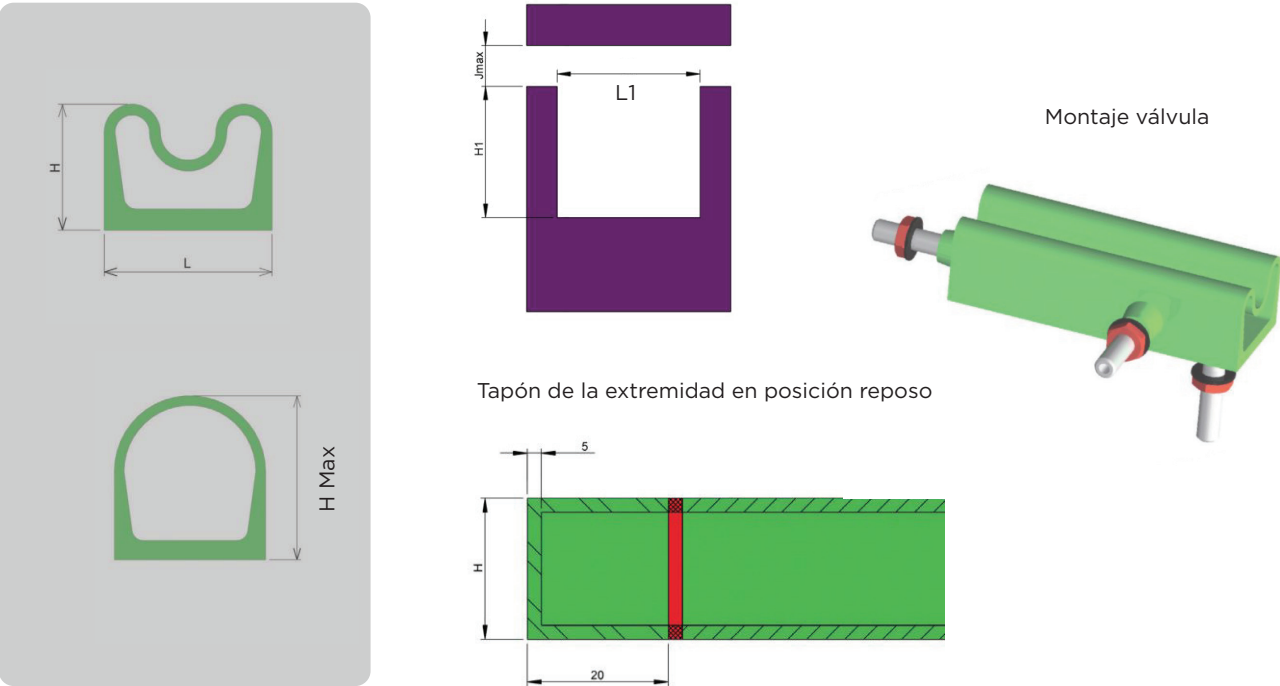 H
L
H Max
Jmax
L1
H1
Montaje válvula
Tapón de la extremidad en posición reposo
5
H
20